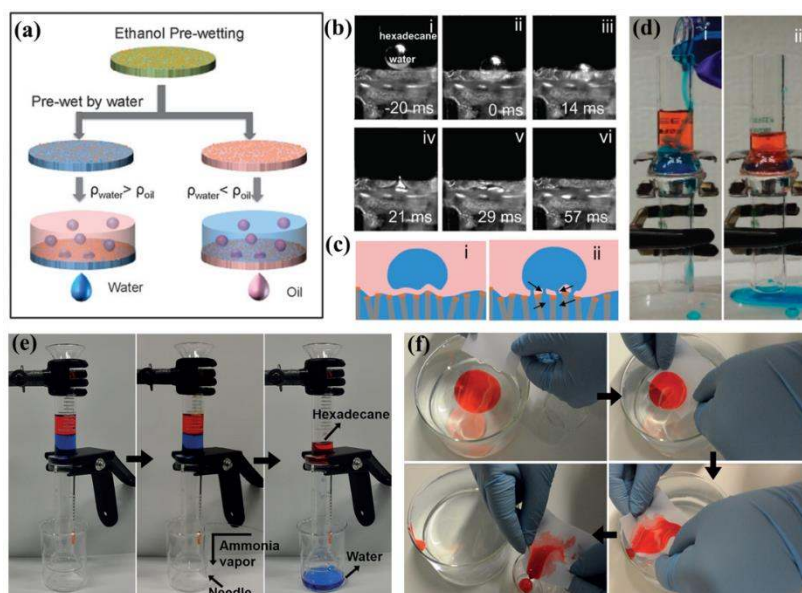 (a)
Ethanol Pre-wetting
Pre-wet by water
ρwater> ρoil
ρwater < ρoil
Water
Oil
(b)
i
hexadecane
water
-20 ms
ii
0 ms
iii
14 ms
iv
21 ms
v
29 ms
vi
57 ms
(c)
i
ii
(d)
i
(e)
Hexadecane
Ammonia
vapor
Needle
Water
(f)